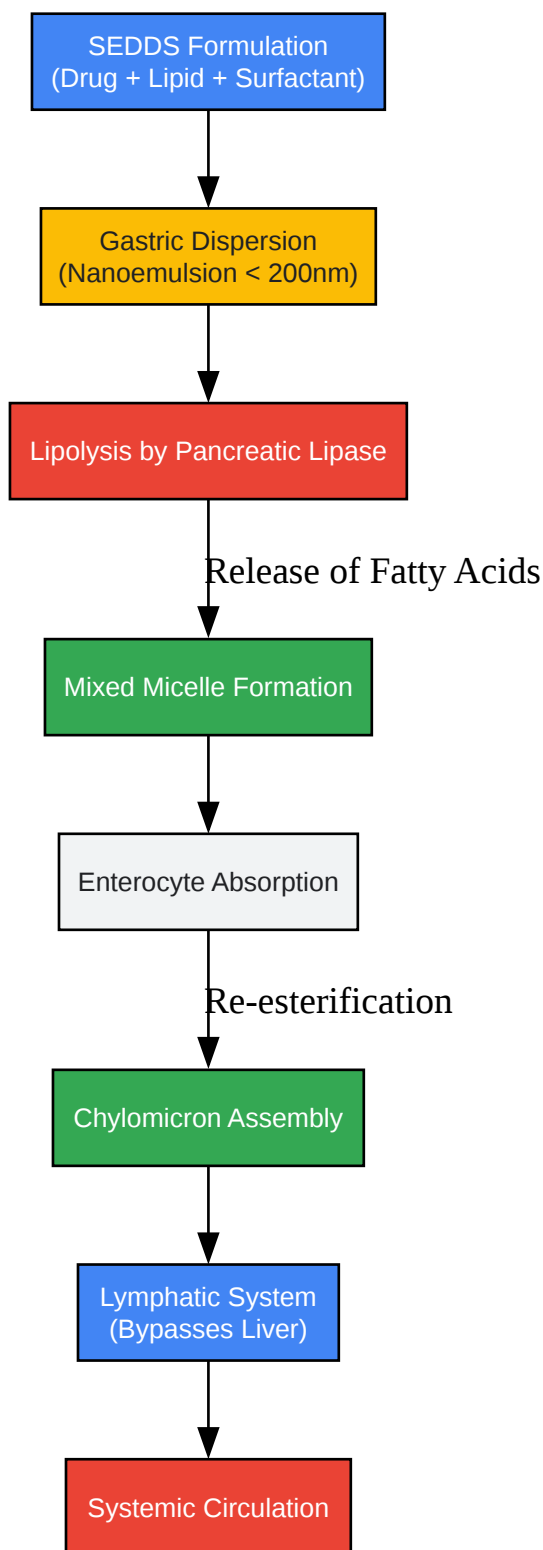 SEDDS Formulation
(Drug + Lipid + Surfactant)
Gastric Dispersion
(Nanoemulsion < 200nm)
Lipolysis by Pancreatic Lipase
Release of Fatty Acids
Mixed Micelle Formation
Enterocyte Absorption
Re-esterification
Chylomicron Assembly
Lymphatic System
(Bypasses Liver)
Systemic Circulation